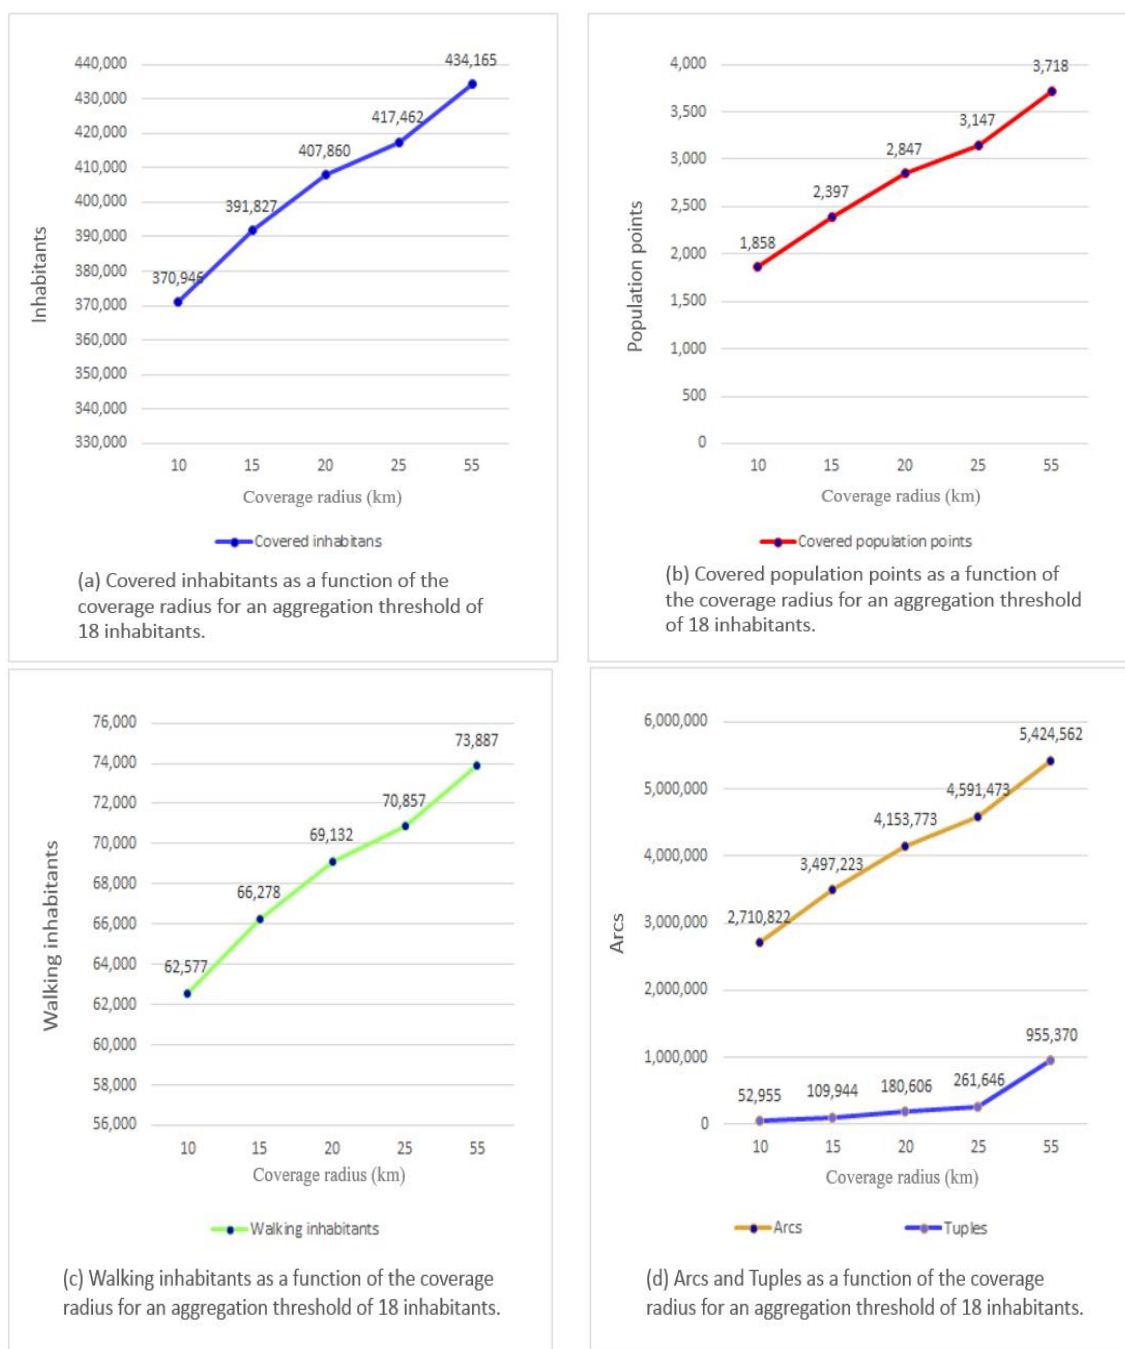 440,000
430,000
420,000
410,000
400,000
390,000
380,000
370,000
360,000
350,000
340,000
330,000
Inhabitants
370,946
391,827
407,860
417,462
434,165
10 15 20 25 55
Coverage radius (km)
Covered inhabitans
(a) Covered inhabitants as a function of the
coverage radius for an aggregation threshold of
18 inhabitants.
4,000
3,500
3,000
2,500
2,000
1,500
1,000
500
0
Population points
1,858
2,397
2,847
3,147
3,718
10 15 20 25 55
Coverage radius (km)
Covered population points
(b) Covered population points as a function of
the coverage radius for an aggregation threshold
of 18 inhabitants.
76,000
74,000
72,000
70,000
68,000
66,000
64,000
62,000
60,000
58,000
56,000
Walking inhabitants
62,577
66,278
69,132
70,857
73,887
10 15 20 25 55
Coverage radius (km)
Walking inhabitants
(c) Walking inhabitants as a function of the coverage
radius for an aggregation threshold of 18 inhabitants.
6,000,000
5,000,000
4,000,000
3,000,000
2,000,000
1,000,000
0
Arcs
2,710,822
3,497,223
4,153,773
4,591,473
5,424,562
52,955
109,944
180,606
261,646
955,370
10 15 20 25 55
Coverage radius (km)
Arcs Tuples
(d) Arcs and Tuples as a function of the coverage
radius for an aggregation threshold of 18 inhabitants.